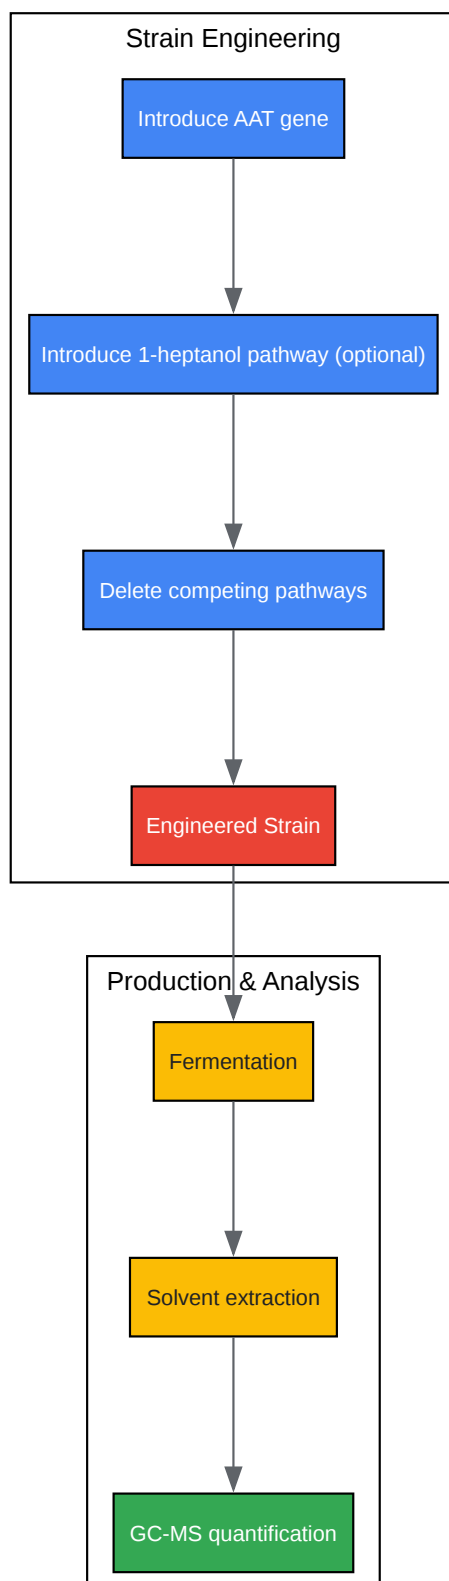 Strain Engineering
Introduce AAT gene
Introduce 1-heptanol pathway (optional)
Delete competing pathways
Engineered Strain
Production & Analysis
Fermentation
Solvent extraction
GC-MS quantification